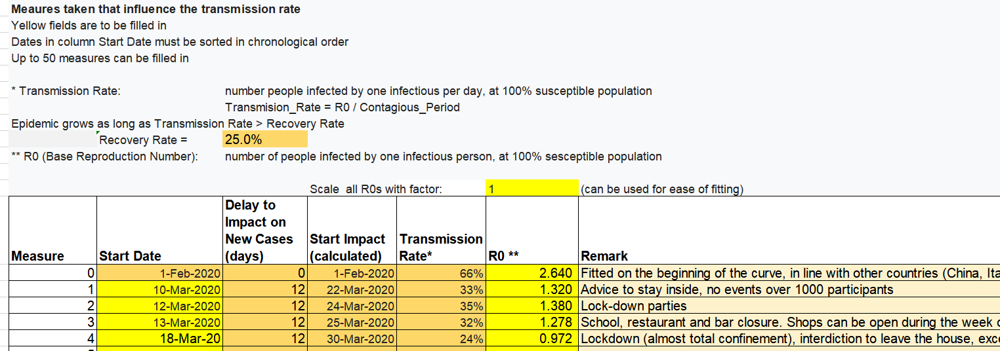 Meaures taken that influence the transmission rate
Yellow fields are to be filled in
Dates in column Start Date must be sorted in chronological order
Up to 50 measures can be filled in
* Transmission Rate: number people infected by one infectious per day, at 100% susceptible population
Transmision_Rate = R0 / Contagious_Period
Epidemic grows as long as Transmission Rate > Recovery Rate
Recovery Rate = 25.0%
** R0 (Base Reproduction Number): number of people infected by one infectious person, at 100% sesceptible population
Scale all R0s with factor: 1 (can be used for ease of fitting)
Delay to
Impact on
New Cases Start Impact Transmission
Measure Start Date (days) (calculated) Rate* R0 ** Remark
0 1-Feb-2020 0 1-Feb-2020 66% 2.640 Fitted on the beginning of the curve, in line with other countries (China, Ita
1 10-Mar-2020 12 22-Mar-2020 33% 1.320 Advice to stay inside, no events over 1000 participants
2 12-Mar-2020 12 24-Mar-2020 35% 1.380 Lock-down parties
3 13-Mar-2020 12 25-Mar-2020 32% 1.278 School, restaurant and bar closure. Shops can be open during the week
4 18-Mar-20 12 30-Mar-2020 24% 0.972 Lockdown (almost total confinement), interdiction to leave the house, exce